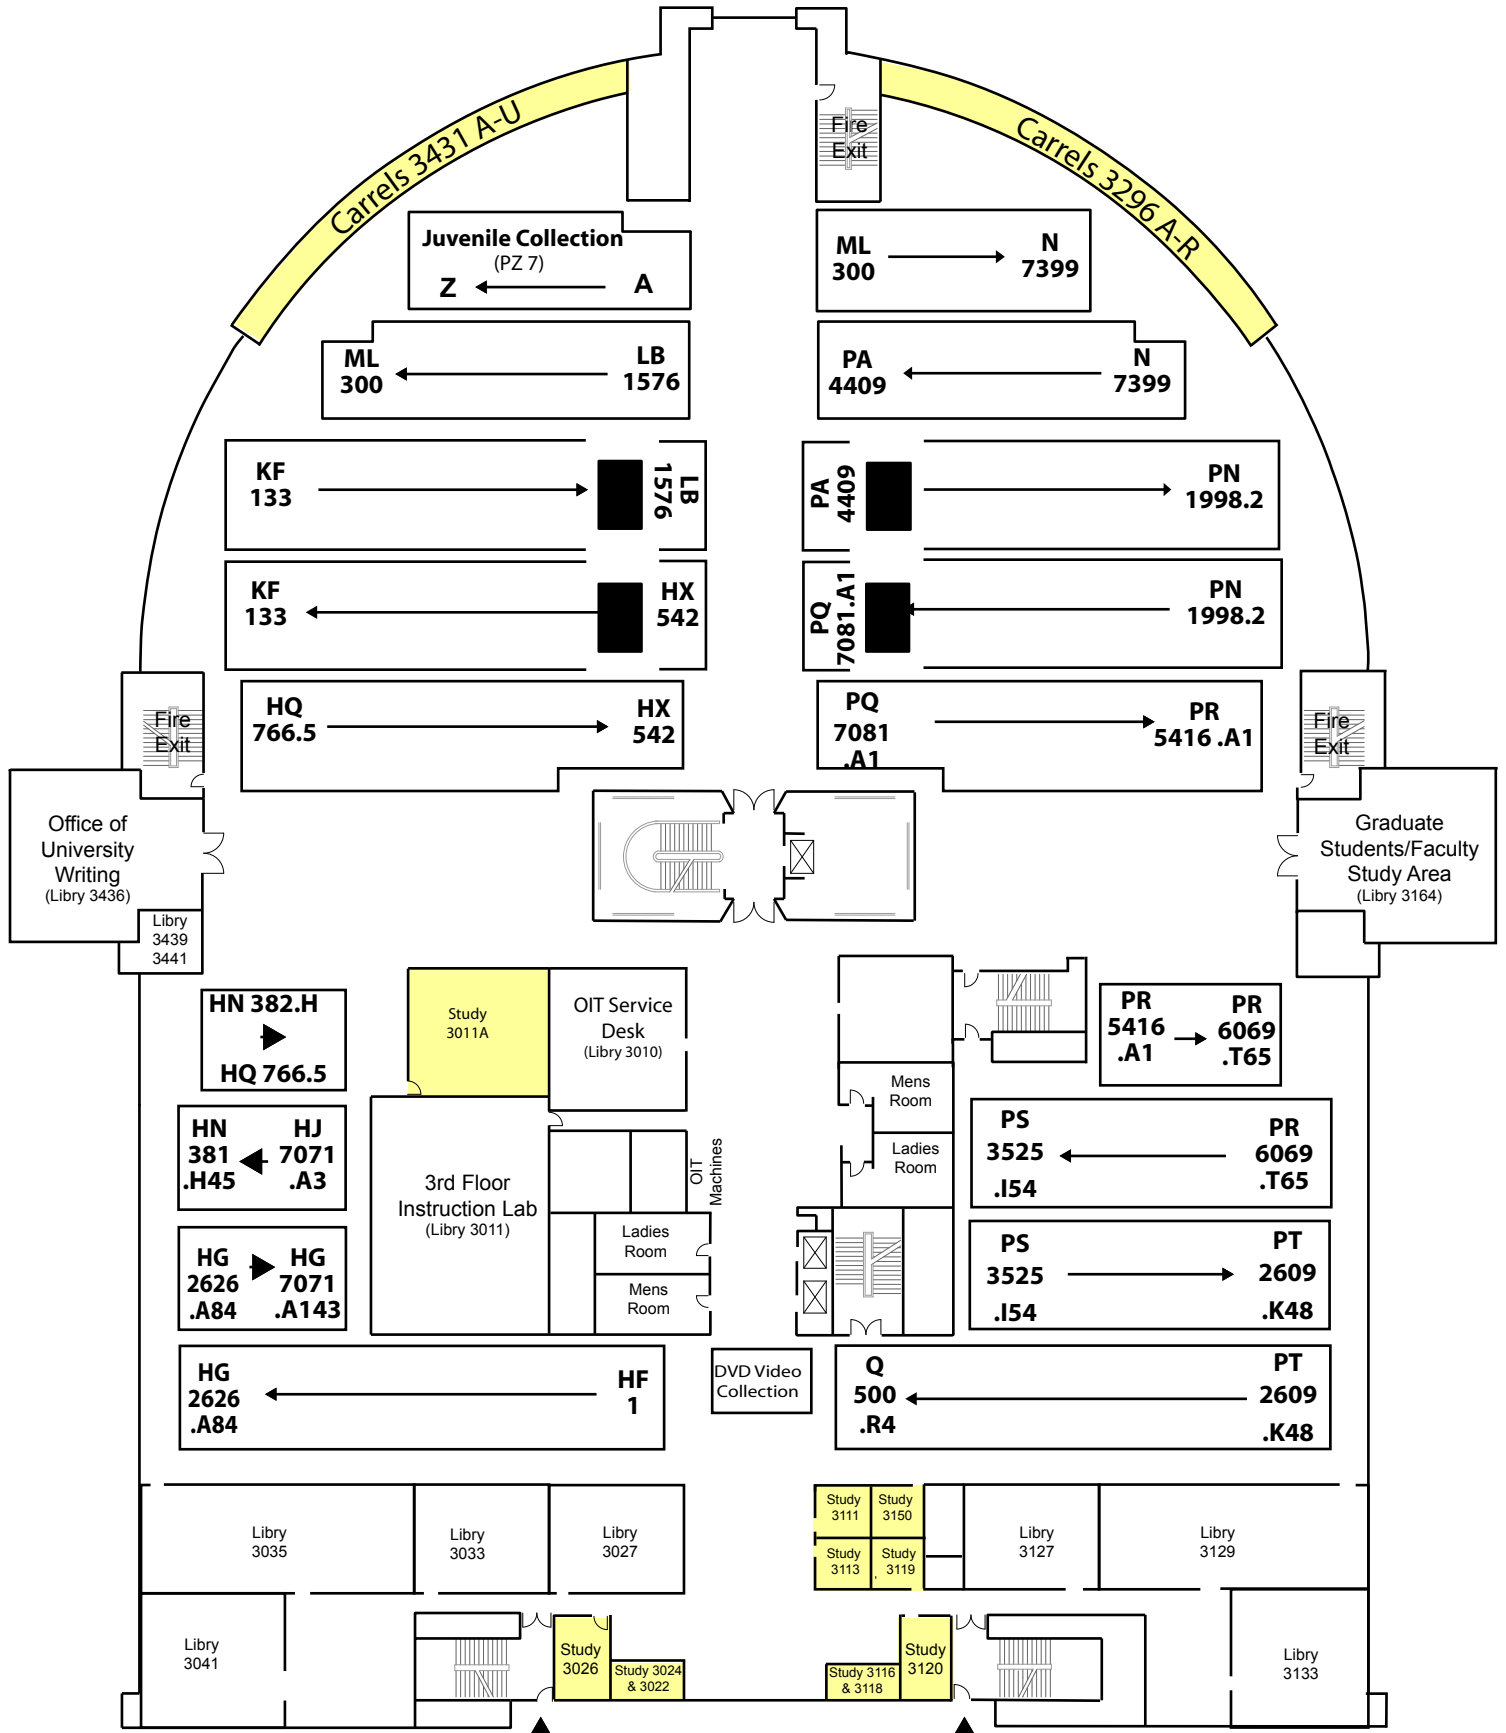 Carrels 3431 A-U
Carrels 3296 A-R
Fire
Exit
Juvenile Collection
(PZ 7)
Z
A
ML
300
N
7399
ML
300
LB
1576
PA
4409
N
7399
KF
133
LB
1576
PA
4409
PN
1998.2
KF
133
HX
542
PQ
7081.A1
PN
1998.2
HQ
766.5
HX
542
PQ
7081
.A1
PR
5416 .A1
Fire
Exit
Fire
Exit
Office of
University
Writing
(Libry 3436)
Libry
3439
3441
Graduate
Students/Faculty
Study Area
(Libry 3164)
HN 382.H
HQ 766.5
Study
3011A
OIT Service
Desk
(Libry 3010)
PR
5416
.A1
PR
6069
.T65
Mens
Room
Ladies
Room
HN
381
.H45
HJ
7071
.A3
3rd Floor
Instruction Lab
(Libry 3011)
OIT
Machines
PS
3525
.I54
PR
6069
.T65
Ladies
Room
Mens
Room
HG
2626
.A84
HG
7071
.A143
PS
3525
.I54
PT
2609
.K48
HG
2626
.A84
HF
1
DVD Video
Collection
Q
500
.R4
PT
2609
.K48
Libry
3035
Libry
3033
Libry
3027
Study
3111
Study
3150
Study
3113
Study
3119
Libry
3127
Libry
3129
Libry
3041
Study
3026
Study 3024
& 3022
Study 3116
& 3118
Study
3120
Libry
3133